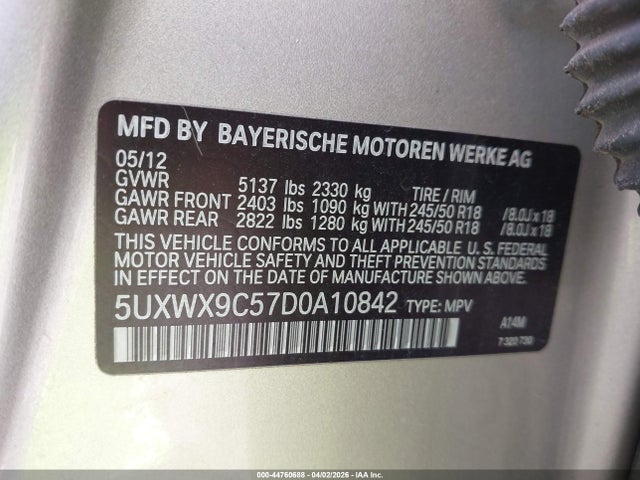 MFD BY BAYERISCHE MOTOREN WERKE AG
05/12
GVWR 5137 lbs 2330 kg TIRE / RIM
GAWR FRONT 2403 lbs 1090 kg WITH 245/50 R18 /8.0J x 18
GAWR REAR 2822 lbs 1280 kg WITH 245/50 R18 /8.0J x 18
THIS VEHICLE CONFORMS TO ALL APPLICABLE U. S. FEDERAL
MOTOR VEHICLE SAFETY AND THEFT PREVENTION STANDARDS
IN EFFECT ON THE DATE OF MANUFACTURE SHOWN ABOVE.
5UXWX9C57D0A10842 TYPE: MPV
A14M
7 320 730
000-44760688 - 04/02/2026 - IAA Inc.